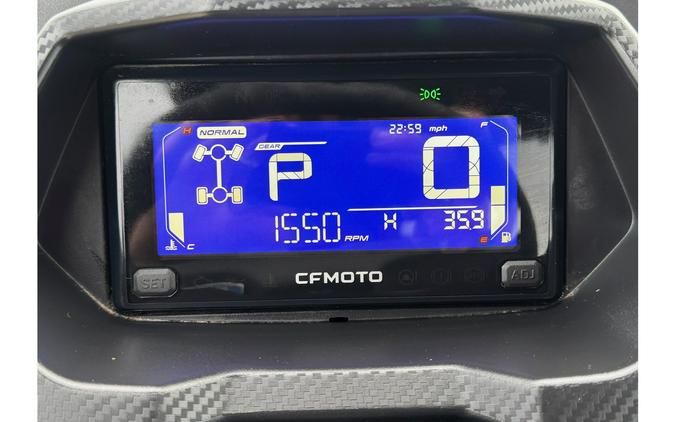 H NORMAL 22:59 mph F
GEAR
P 0
1550 RPM H 35.9
C E
SET CFMOTO ADJ